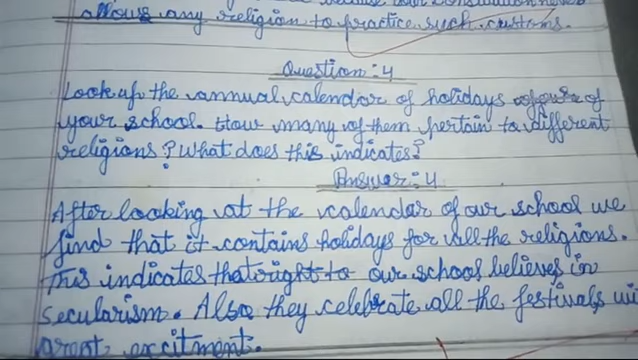 allows any religion to practice such customs.
Question:4
Look up the annual calendar of holidays of
your school. How many of them pertain to different
religions? What does this indicates?
Answer:4
After looking at the calendar of our school we
find that it contains holidays for all the religions.
This indicates that our school believes in
secularism. Also they celebrate all the festivals wi
great excitment.